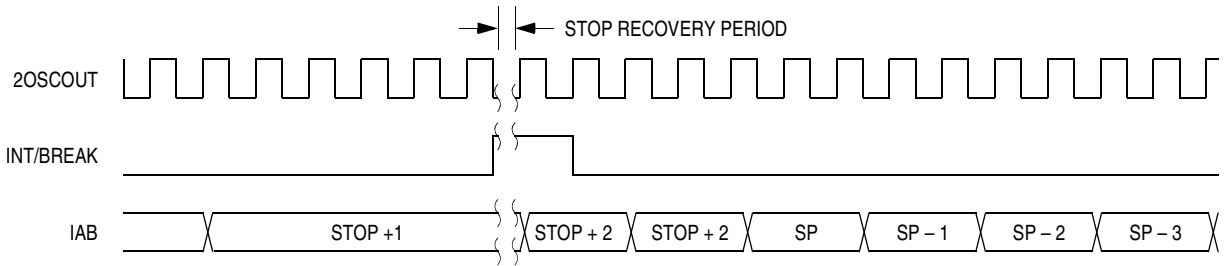 STOP RECOVERY PERIOD
2OSCOUT
INT/BREAK
IAB
STOP +1
STOP + 2
STOP + 2
SP
SP – 1
SP – 2
SP – 3